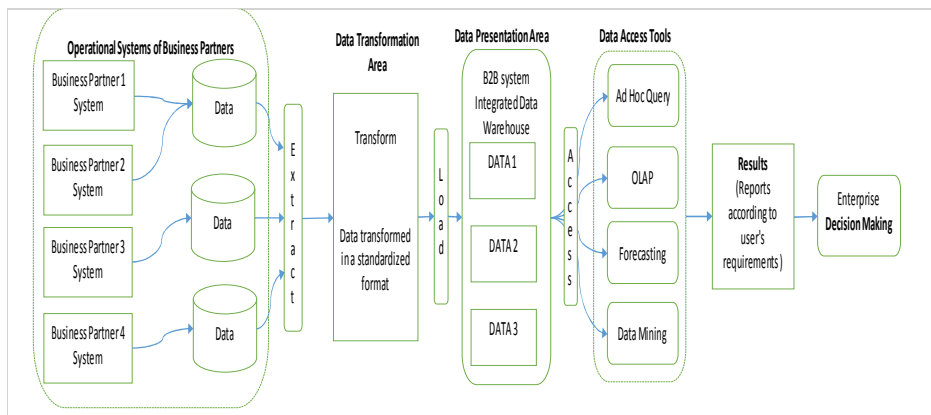 Operational Systems of Business Partners
Business Partner 1
System
Business Partner 2
System
Business Partner 3
System
Business Partner 4
System
Data
Data
Data
E
x
t
r
a
c
t
Data Transformation
Area
Transform
Data transformed
in a standardized
format
L
o
a
d
Data Presentation Area
B2B system
Integrated Data
Warehouse
DATA 1
DATA 2
DATA 3
A
c
c
e
s
s
Data Access Tools
Ad Hoc Query
OLAP
Forecasting
Data Mining
Results
(Reports
according to
user's
requirements )
Enterprise
Decision Making